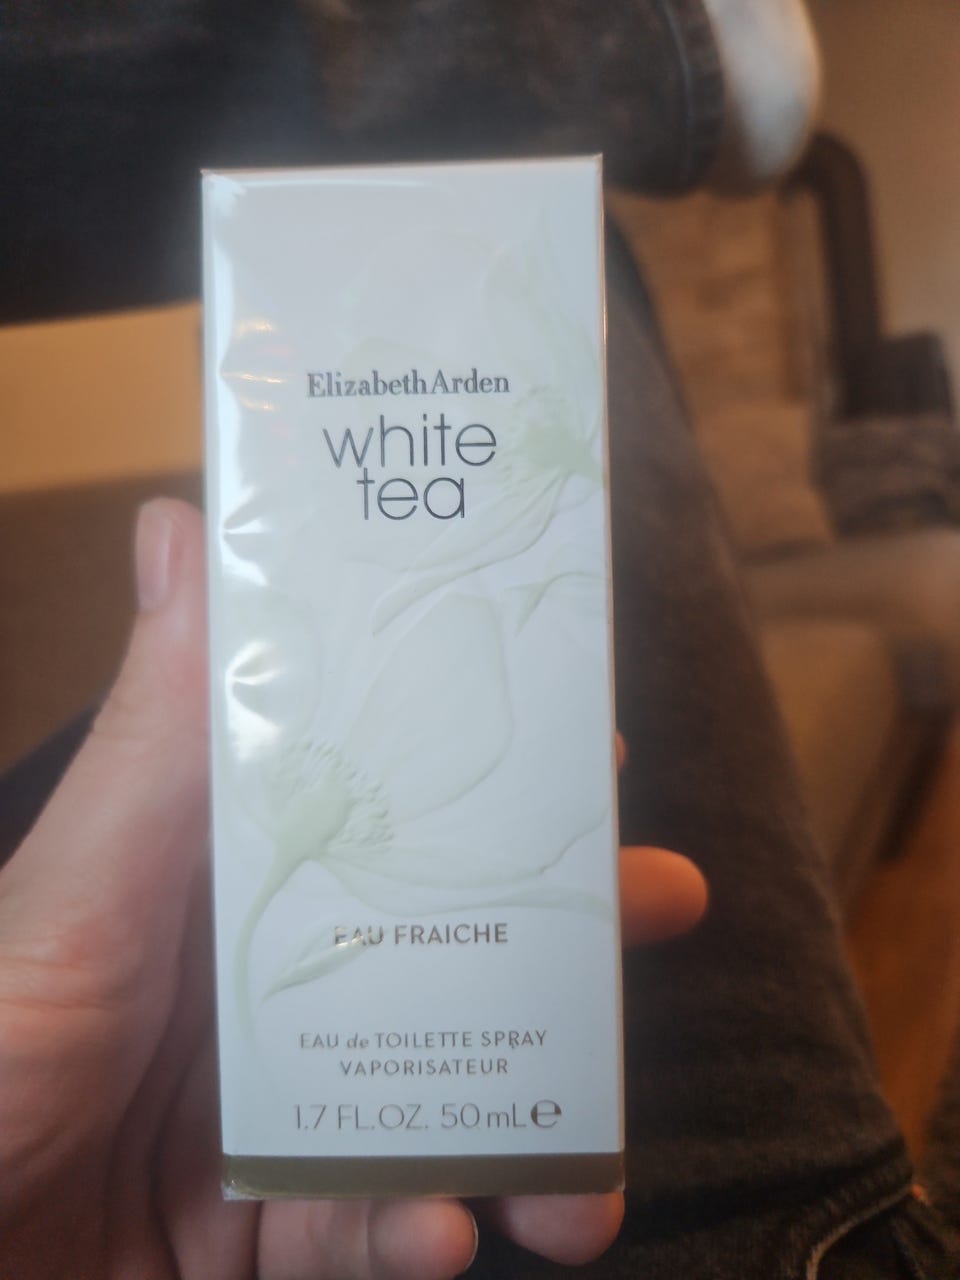 Elizabeth Arden
white
tea
EAU FRAICHE
EAU de TOILETTE SPRAY
VAPORISATEUR
1.7 FL.OZ. 50 mL ℮